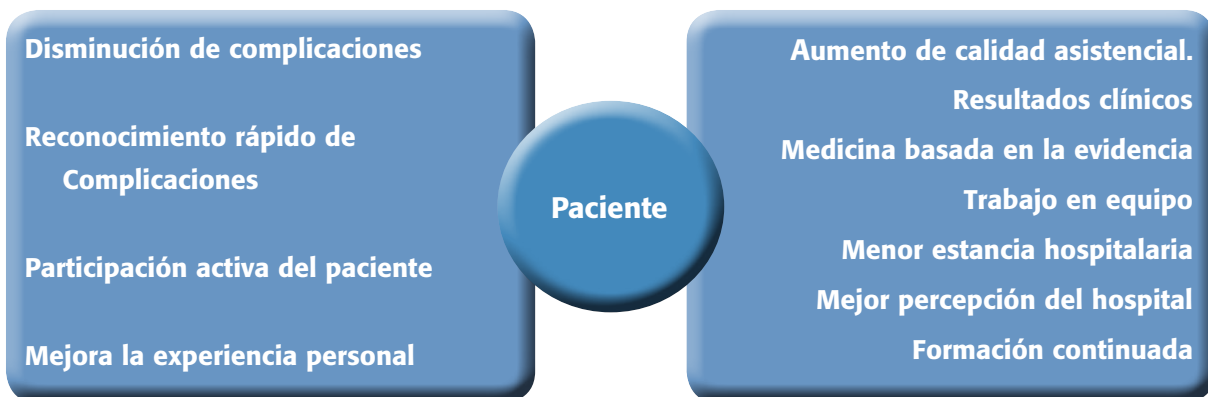 Disminución de complicaciones
Reconocimiento rápido de
Complicaciones
Participación activa del paciente
Mejora la experiencia personal
Paciente
Aumento de calidad asistencial.
Resultados clínicos
Medicina basada en la evidencia
Trabajo en equipo
Menor estancia hospitalaria
Mejor percepción del hospital
Formación continuada